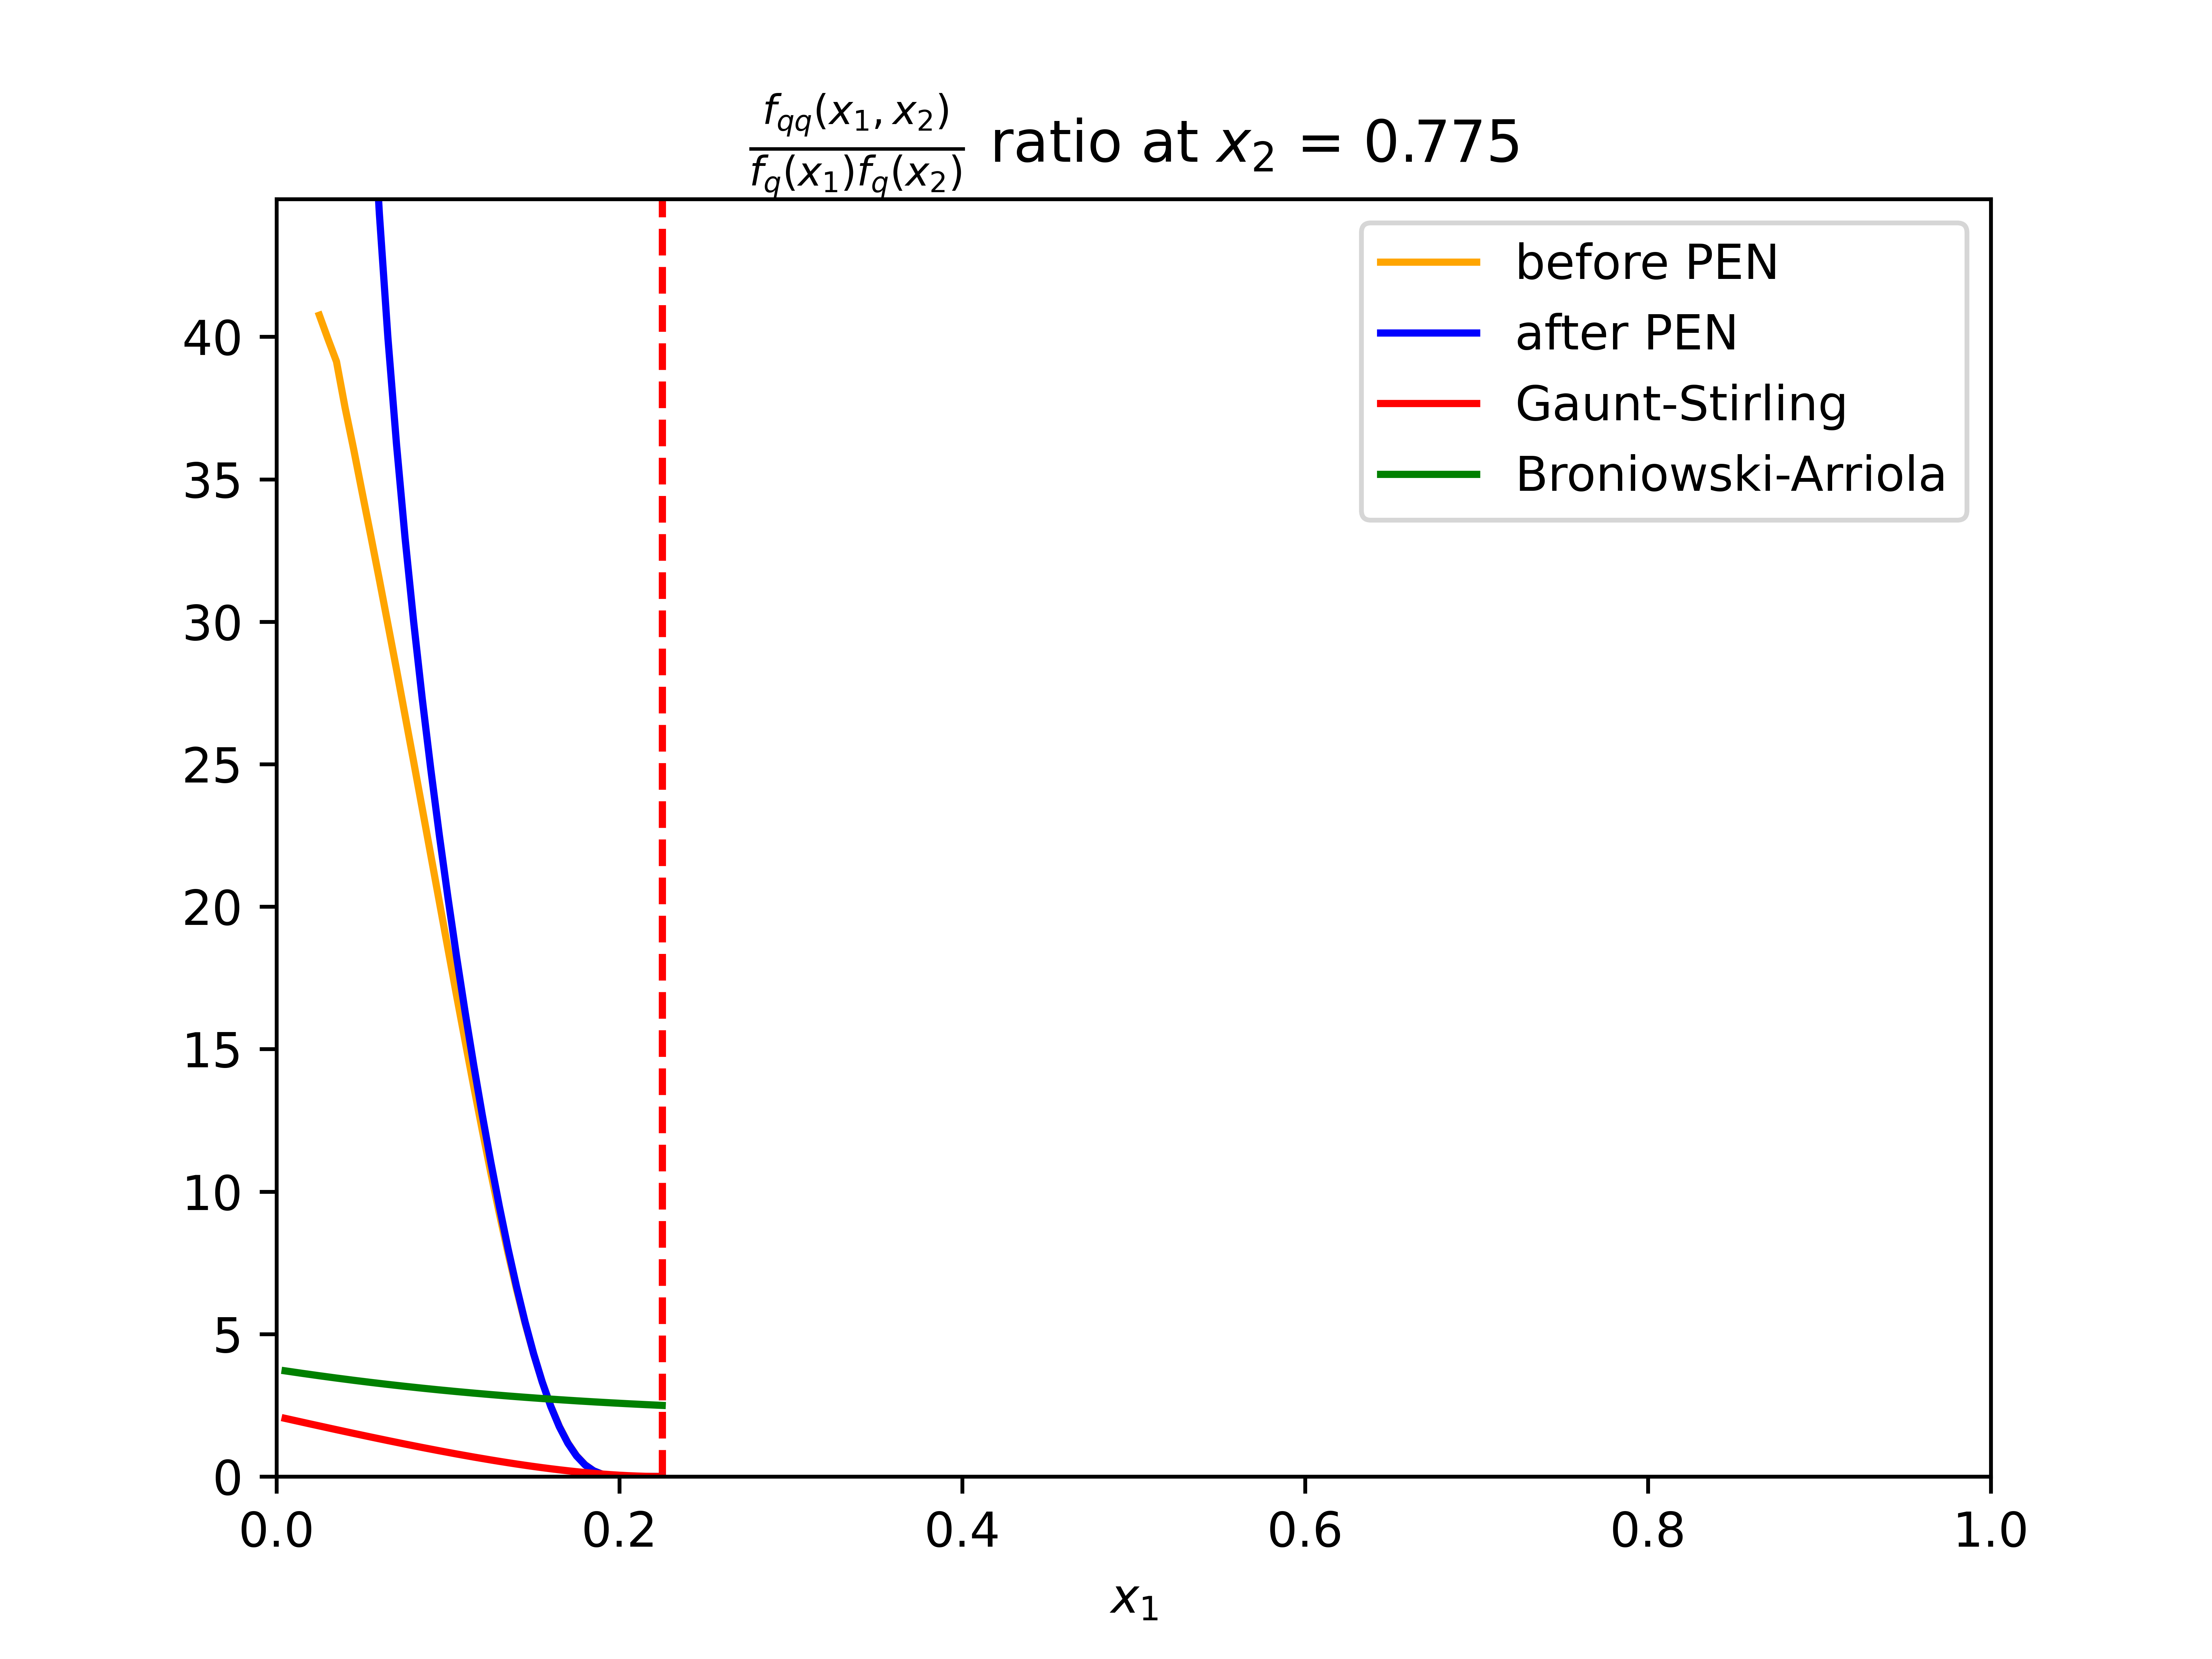 f_qq(x_1, x_2)
f_q(x_1)f_q(x_2) ratio at x_2 = 0.775
before PEN
after PEN
Gaunt-Stirling
Broniowski-Arriola
40
35
30
25
20
15
10
5
0
0.0 0.2 0.4 0.6 0.8 1.0
x_1